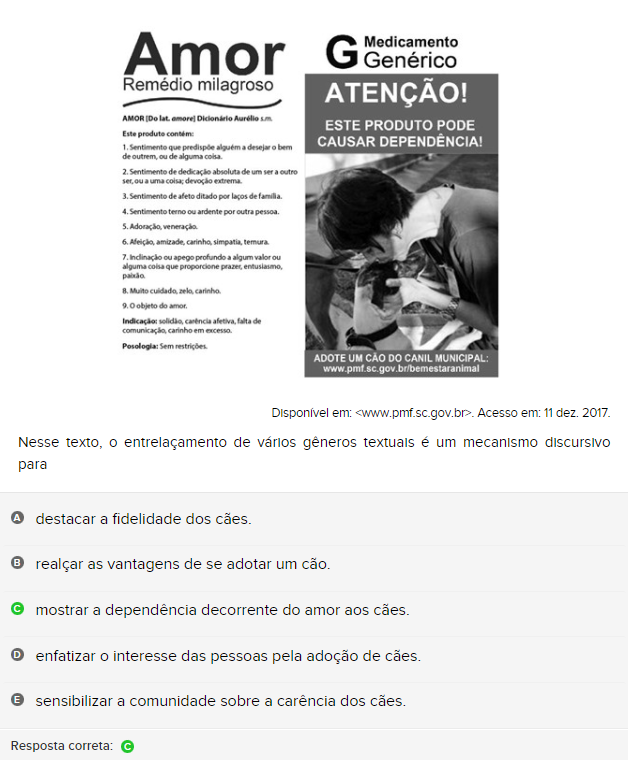 Amor
Remédio milagroso
AMOR [Do lat. amore] Dicionário Aurélio s.m.
Este produto contém:
1. Sentimento que predispõe alguém a desejar o bem
de outrem, ou de alguma coisa.
2. Sentimento de dedicação absoluta de um ser a outro
ser, ou a uma coisa; devoção extrema.
3. Sentimento de afeto ditado por laços de família.
4. Sentimento terno ou ardente por outra pessoa.
5. Adoração, veneração.
6. Afeição, amizade, carinho, simpatia, ternura.
7. Inclinação ou apego profundo a algum valor ou
alguma coisa que proporcione prazer, entusiasmo,
paixão.
8. Muito cuidado, zelo, carinho.
9. O objeto do amor.
Indicação: solidão, carência afetiva, falta de
comunicação, carinho em excesso.
Posologia: Sem restrições.
G Medicamento
Genérico
ATENÇÃO!
ESTE PRODUTO PODE
CAUSAR DEPENDÊNCIA!
ADOTE UM CÃO DO CANIL MUNICIPAL:
www.pmf.sc.gov.br/bemestaranimal
Disponível em: <www.pmf.sc.gov.br>. Acesso em: 11 dez. 2017.
Nesse texto, o entrelaçamento de vários gêneros textuais é um mecanismo discursivo
para
A destacar a fidelidade dos cães.
B realçar as vantagens de se adotar um cão.
C mostrar a dependência decorrente do amor aos cães.
D enfatizar o interesse das pessoas pela adoção de cães.
E sensibilizar a comunidade sobre a carência dos cães.
Resposta correta: C